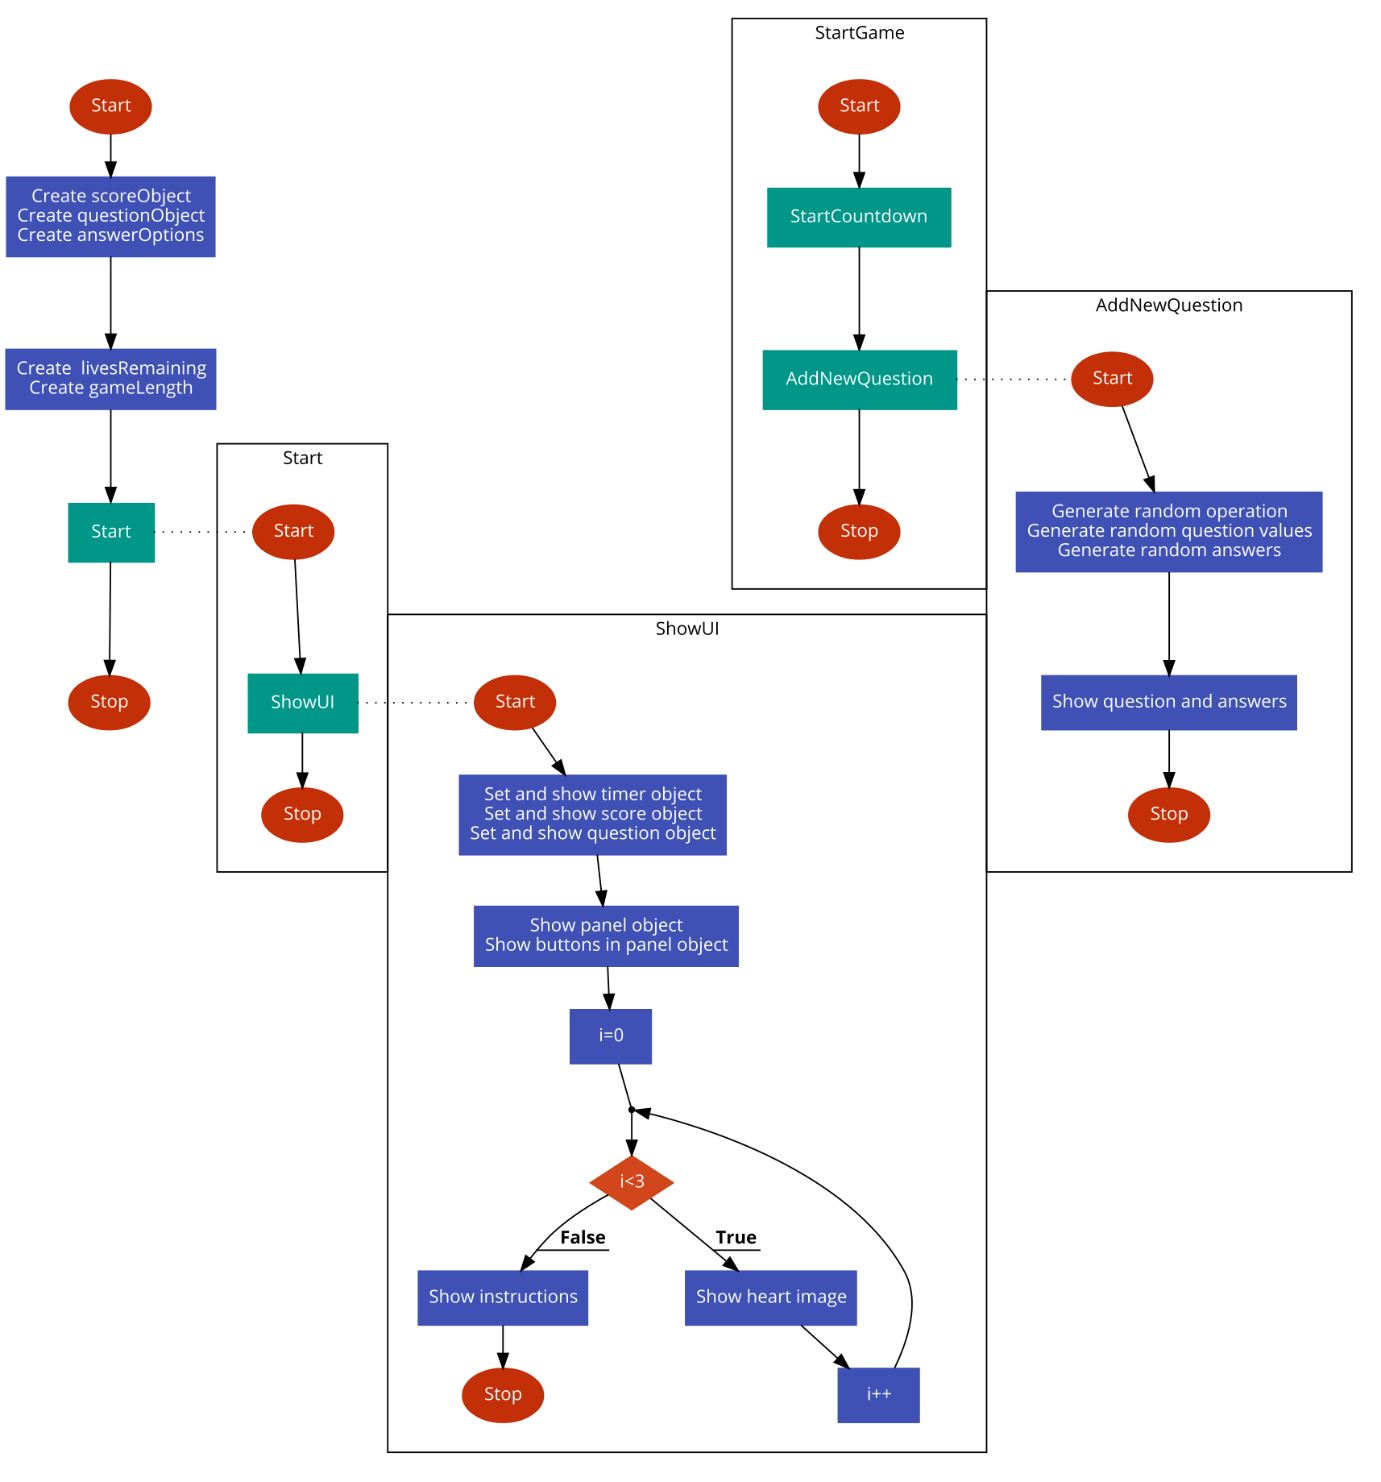 Start
Create scoreObject
Create questionObject
Create answerOptions
Create  livesRemaining
Create gameLength
Start
Stop
Start
Start
ShowUI
Stop
ShowUI
Start
Set and show timer object
Set and show score object
Set and show question object
Show panel object
Show buttons in panel object
i=0
i<3
False
True
Show instructions
Show heart image
Stop
i++
StartGame
Start
StartCountdown
AddNewQuestion
Stop
AddNewQuestion
Start
Generate random operation
Generate random question values
Generate random answers
Show question and answers
Stop